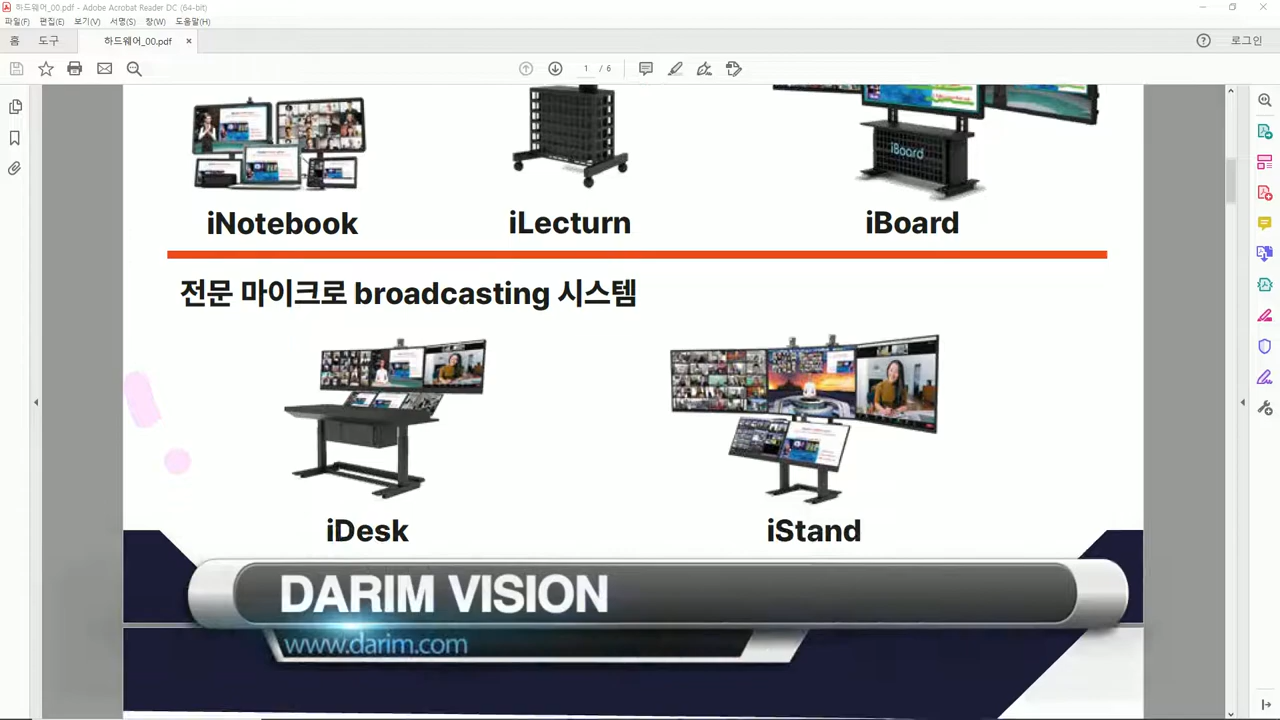 하드웨어_00.pdf - Adobe Acrobat Reader DC (64-bit)
파일(F) 편집(E) 보기(V) 서명(S) 창(W) 도움말(H)
홈 도구 하드웨어_00.pdf × 로그인
1 / 6
iBoard
iNotebook iLecturn iBoard
전문 마이크로 broadcasting 시스템
iDesk iStand
DARIM VISION
www.darim.com